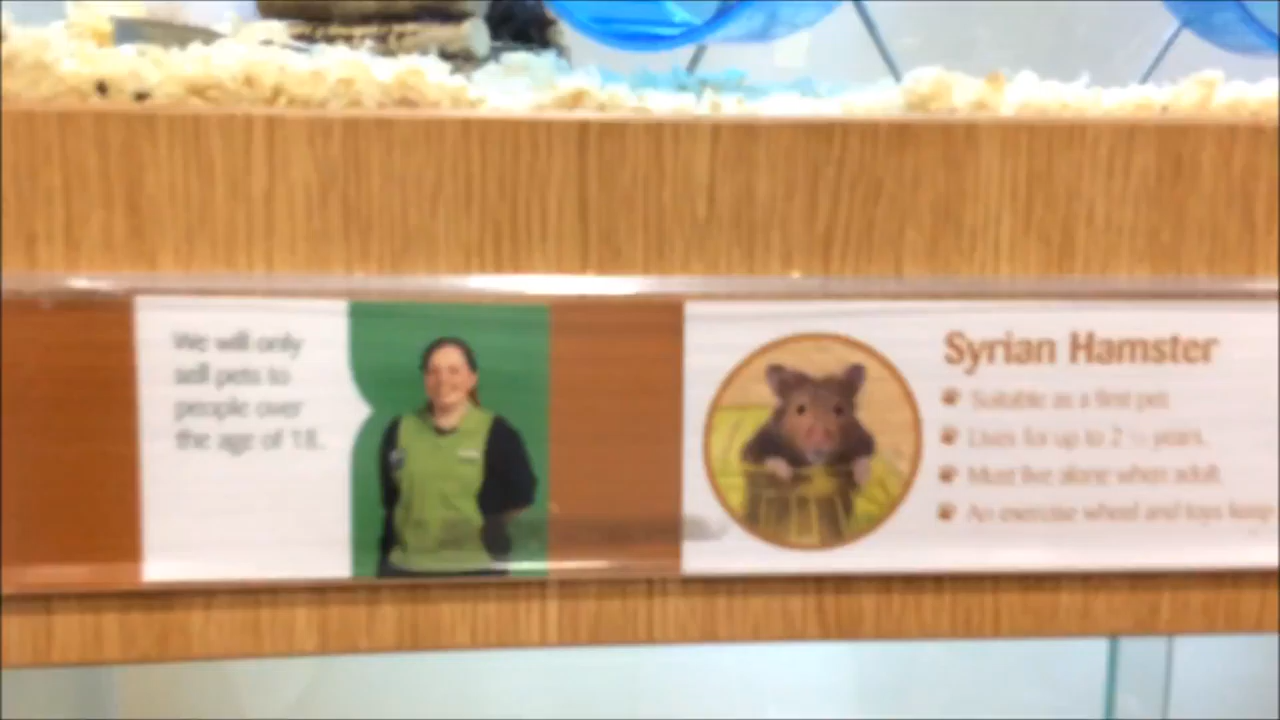 We will only
sell pets to
people over
the age of 18.
Syrian Hamster
Suitable as a first pet
Lives for up to 2 ½ years.
Must live alone when adult.
An exercise wheel and toys keep